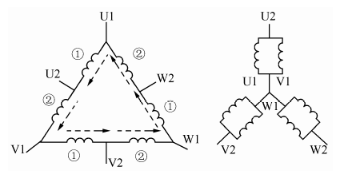 U1
U2
① ②
U2 W2
U1 V1
② ①
W1
V1 W1
① ②
V2
V2 W2